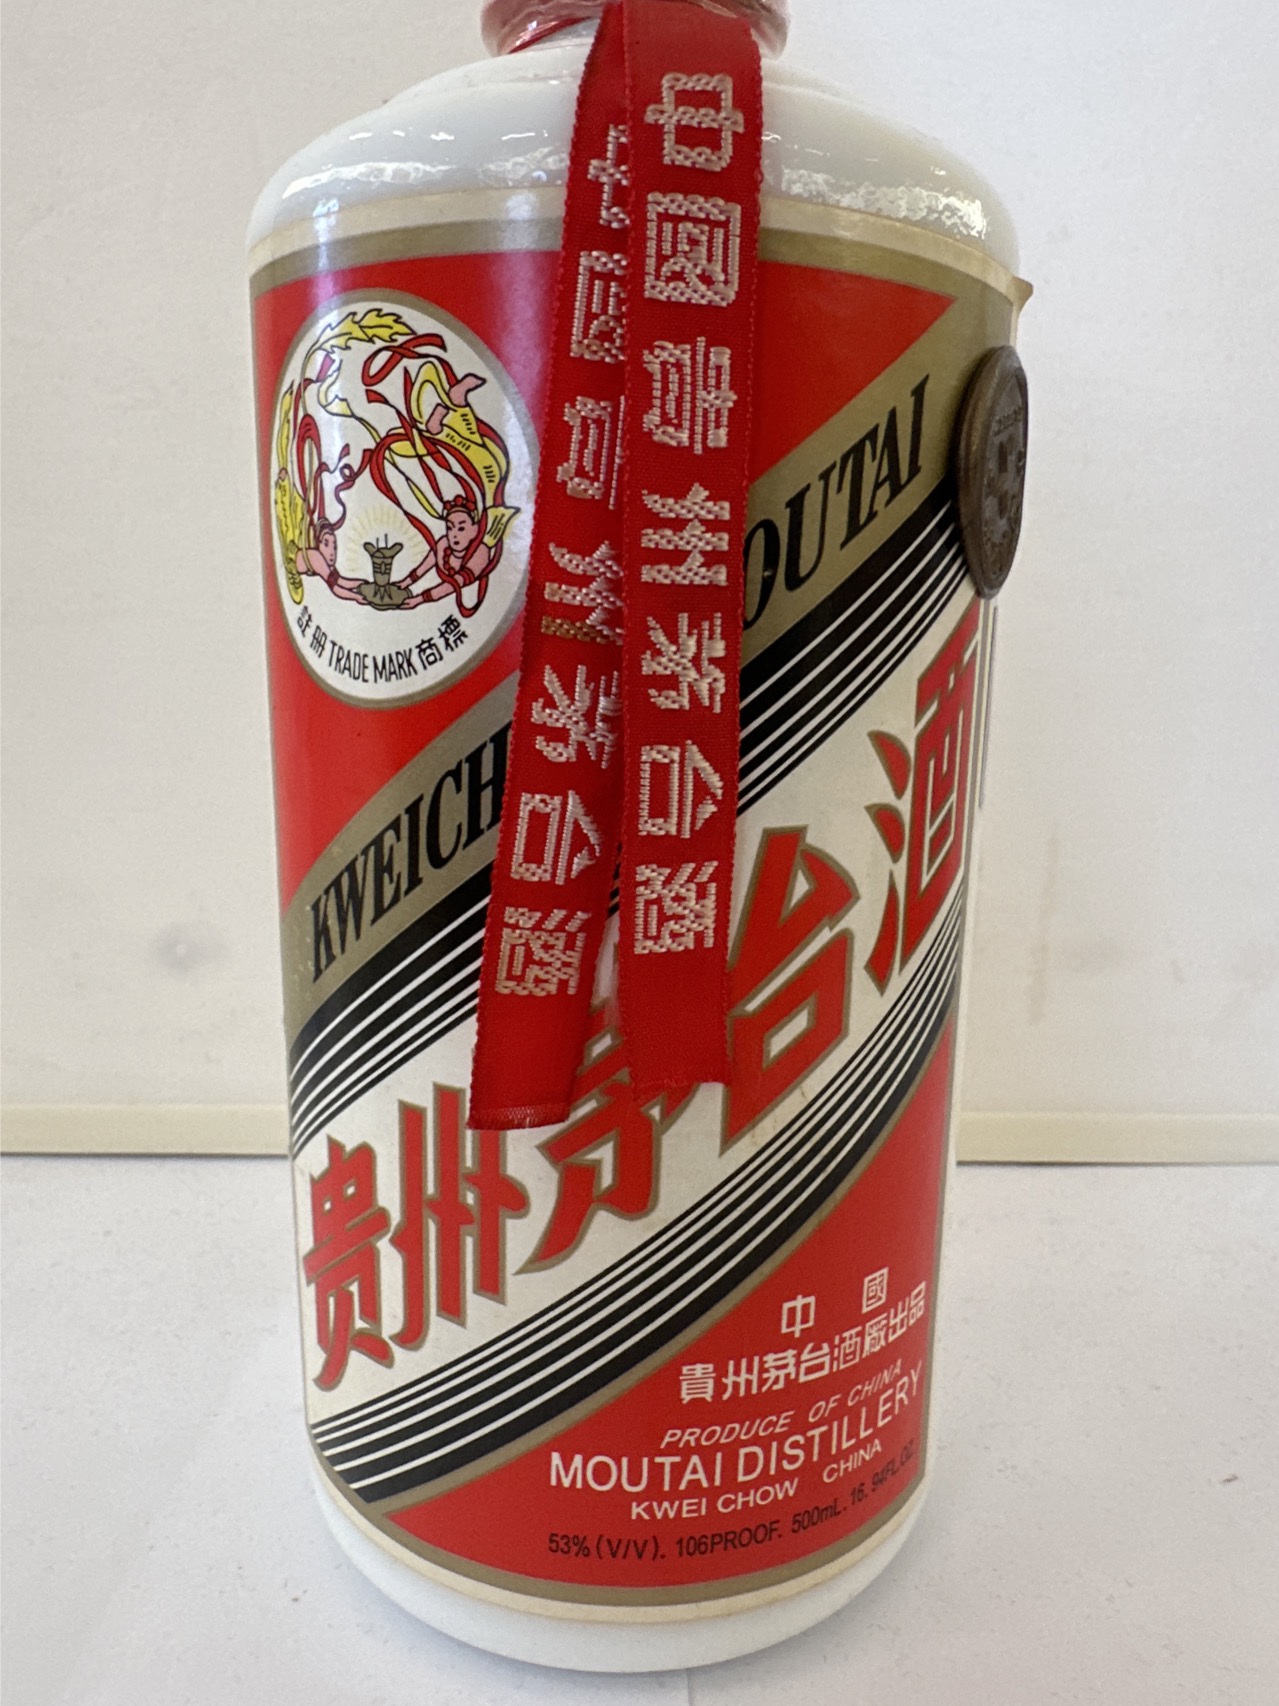 中國貴州茅台酒
中國貴州茅台酒
註冊 TRADE MARK 商標
KWEICH
OUTAI
贵州茅台酒
中國
貴州茅台酒廠出品
PRODUCE OF CHINA
MOUTAI DISTILLERY
KWEI CHOW CHINA
53% (V/V). 106PROOF. 500mL. 16. 94FL.OZ.